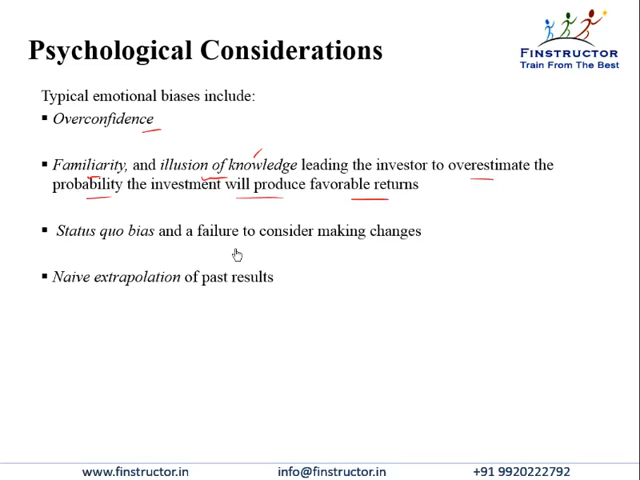 Psychological Considerations
FINSTRUCTOR
TRAIN FROM THE BEST
Typical emotional biases include:
▪ Overconfidence
▪ Familiarity, and illusion of knowledge leading the investor to overestimate the
probability the investment will produce favorable returns
▪ Status quo bias and a failure to consider making changes
▪ Naive extrapolation of past results
www.finstructor.in info@finstructor.in +91 9920222792